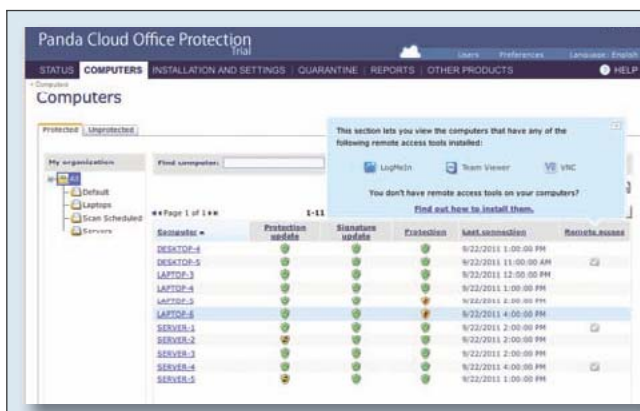 Panda Cloud Office Protection
Trial
Users Preferences Language: English
STATUS COMPUTERS INSTALLATION AND SETTINGS | QUARANTINE | REPORTS | OTHER PRODUCTS HELP
Computers
Computers
Protected Unprotected
This section lets you view the computers that have any of the
following remote access tools installed:
LogMeIn Team Viewer VNC
You don't have remote access tools on your computers?
Find out how to install them.
My organization
All
Default
Laptops
Scan Scheduled
Servers
Find computer:
Page 1 of 1 1-11
Computer Protection update Signature update Protection Last connection Remote access
DESKTOP-4 9/22/2011 1:00:00 PM
DESKTOP-5 9/22/2011 11:00:00 AM
LAPTOP-3 9/22/2011 12:00:00 PM
LAPTOP-4 9/22/2011 1:00:00 PM
LAPTOP-5 9/22/2011 2:00:00 PM
LAPTOP-6 9/22/2011 4:00:00 PM
SERVER-1 9/22/2011 2:00:00 PM
SERVER-2 9/22/2011 2:00:00 PM
SERVER-3 9/22/2011 2:00:00 PM
SERVER-4 9/22/2011 4:00:00 PM
SERVER-5 9/22/2011 1:00:00 PM